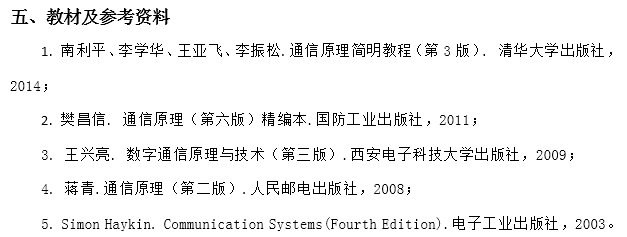 五、教材及参考资料
1. 南利平、李学华、王亚飞、李振松.通信原理简明教程（第 3 版）. 清华大学出版社，
2014；
2. 樊昌信. 通信原理（第六版）精编本.国防工业出版社，2011；
3. 王兴亮. 数字通信原理与技术（第三版）.西安电子科技大学出版社，2009；
4. 蒋青.通信原理（第二版）.人民邮电出版社，2008；
5. Simon Haykin. Communication Systems(Fourth Edition).电子工业出版社，2003。